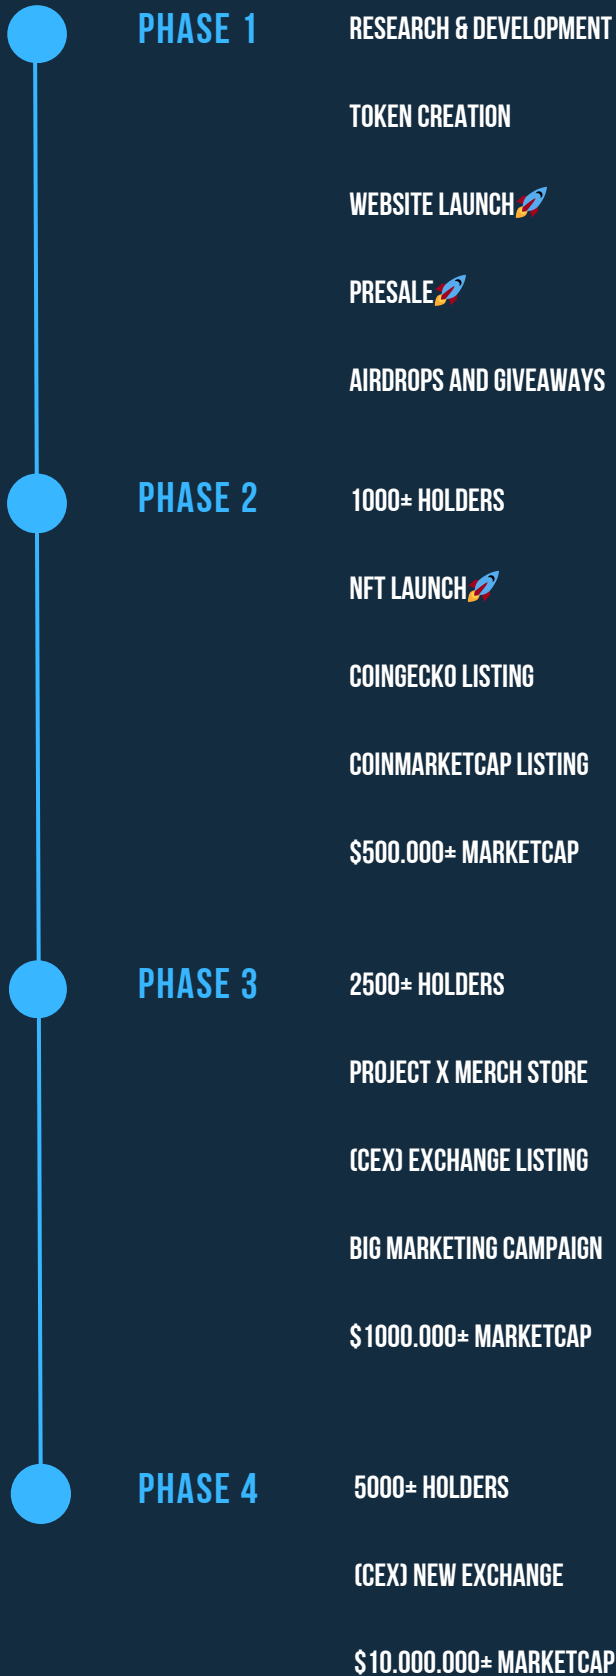 PHASE 1
RESEARCH & DEVELOPMENT
TOKEN CREATION
WEBSITE LAUNCH🚀
PRESALE🚀
AIRDROPS AND GIVEAWAYS
PHASE 2
1000± HOLDERS
NFT LAUNCH🚀
COINGECKO LISTING
COINMARKETCAP LISTING
$500.000± MARKETCAP
PHASE 3
2500± HOLDERS
PROJECT X MERCH STORE
(CEX) EXCHANGE LISTING
BIG MARKETING CAMPAIGN
$1000.000± MARKETCAP
PHASE 4
5000± HOLDERS
(CEX) NEW EXCHANGE
$10.000.000± MARKETCAP